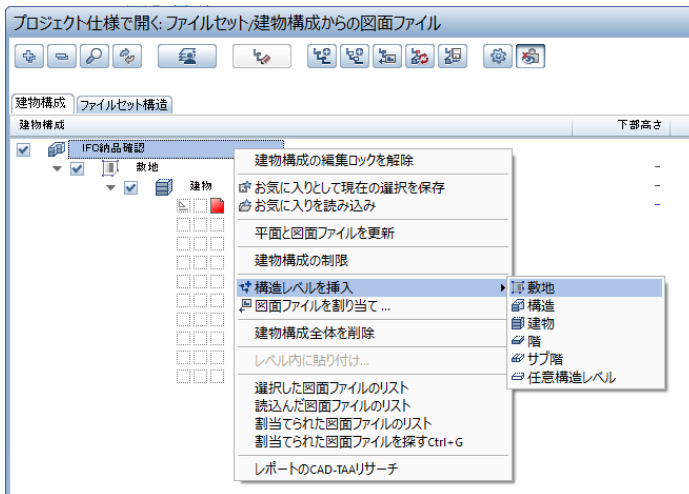 プロジェクト仕様で開く: ファイルセット/建物構成からの図面ファイル
建物構成 ファイルセット構造
建物構成 下部高さ
IFC納品確認
敷地 -
建物 -
-
建物構成の編集ロックを解除
お気に入りとして現在の選択を保存
お気に入りを読み込み
平面と図面ファイルを更新
建物構成の制限
構造レベルを挿入
図面ファイルを割り当て ...
建物構成全体を削除
レベル内に貼り付け...
選択した図面ファイルのリスト
読込んだ図面ファイルのリスト
割当てられた図面ファイルのリスト
割当てられた図面ファイルを探すCtrl+G
レポートのCAD-TAAリサーチ
敷地
構造
建物
階
サブ階
任意構造レベル